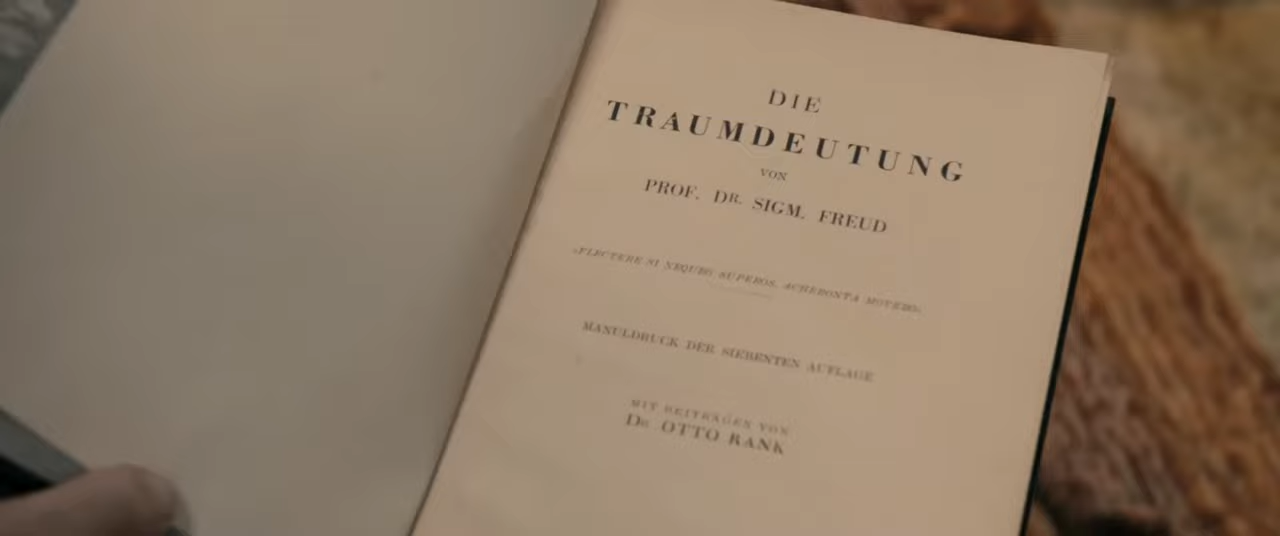 DIE
TRAUMDEUTUNG
VON
PROF. DR. SIGM. FREUD
»FLECTERE SI NEQUEO SUPEROS, ACHERONTA MOVEBO«
MANULDRUCK DER SIEBENTEN AUFLAGE
MIT BEITRÄGEN VON
DR. OTTO RANK